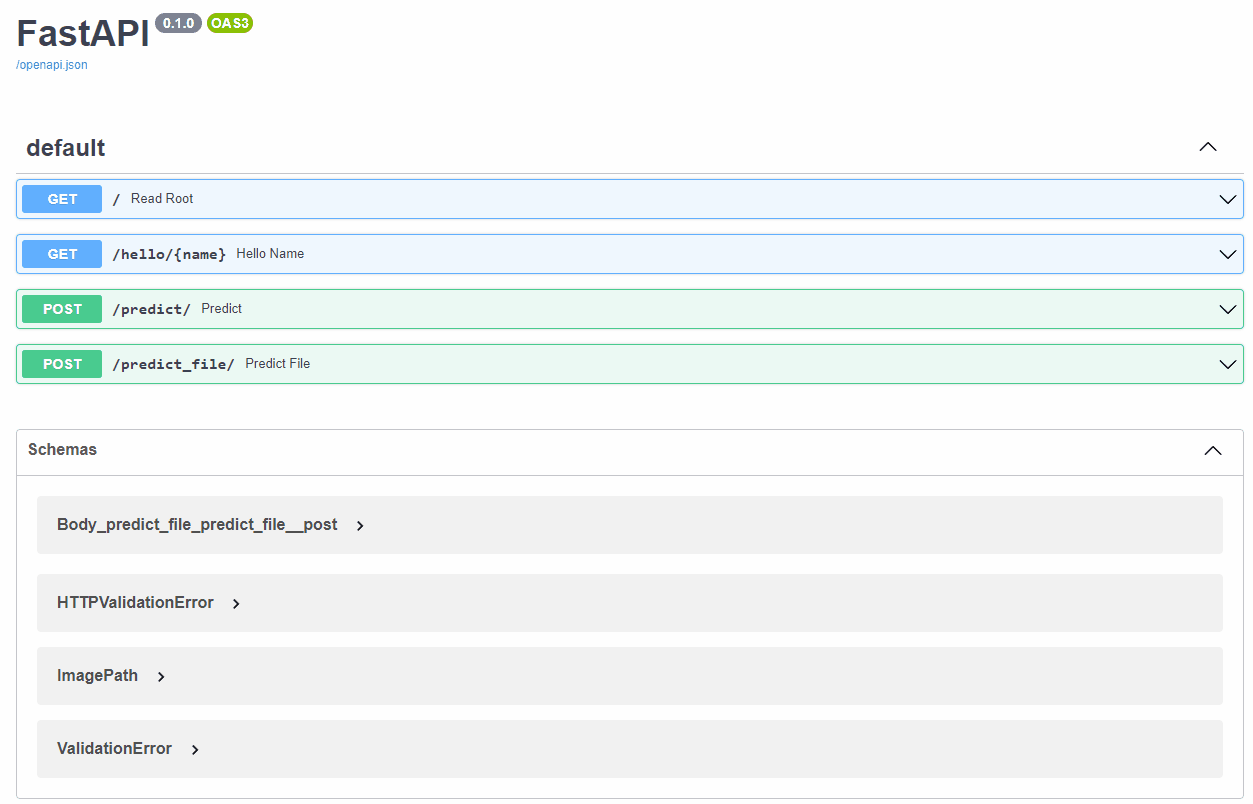 FastAPI 0.1.0 OAS3
/openapi.json
default
GET / Read Root
GET /hello/{name} Hello Name
POST /predict/ Predict
POST /predict_file/ Predict File
Schemas
Body_predict_file_predict_file__post
HTTPValidationError
ImagePath
ValidationError